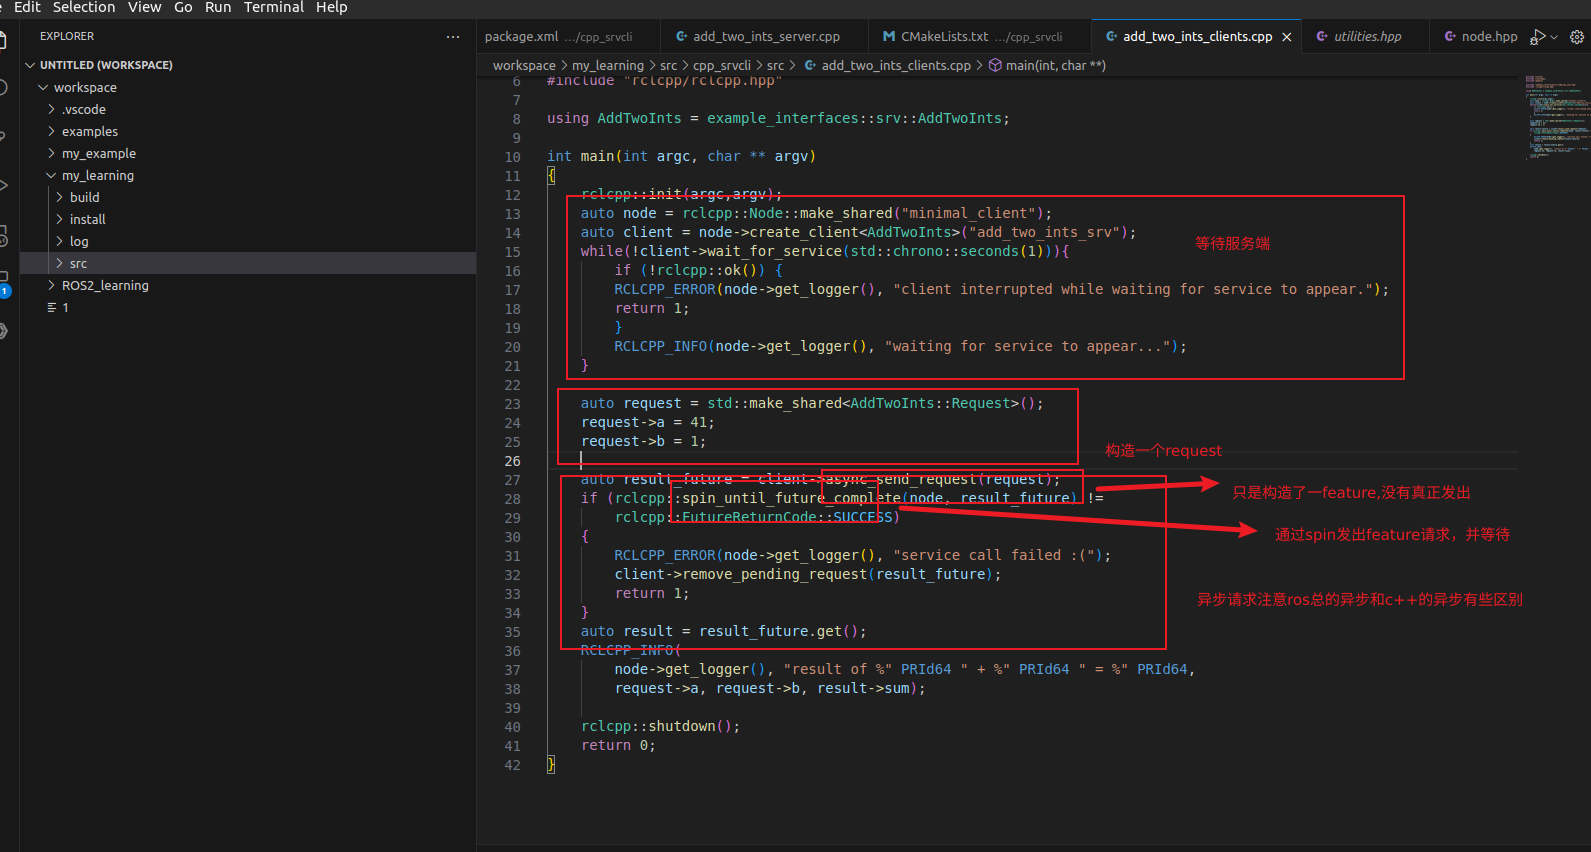 Edit Selection View Go Run Terminal Help
EXPLORER
UNTITLED (WORKSPACE)
workspace
.vscode
examples
my_example
my_learning
build
install
log
src
ROS2_learning
1
1
package.xml .../cpp_srvcli
add_two_ints_server.cpp
CMakeLists.txt .../cpp_srvcli
add_two_ints_clients.cpp
utilities.hpp
node.hpp
workspace > my_learning > src > cpp_srvcli > src > add_two_ints_clients.cpp > main(int, char **)
6 #include "rclcpp/rclcpp.hpp"
7
8 using AddTwoInts = example_interfaces::srv::AddTwoInts;
9
10 int main(int argc, char ** argv)
11 {
12 rclcpp::init(argc,argv);
13 auto node = rclcpp::Node::make_shared("minimal_client");
14 auto client = node->create_client<AddTwoInts>("add_two_ints_srv");
等待服务端
15 while(!client->wait_for_service(std::chrono::seconds(1))){
16 if (!rclcpp::ok()) {
17 RCLCPP_ERROR(node->get_logger(), "client interrupted while waiting for service to appear.");
18 return 1;
19 }
20 RCLCPP_INFO(node->get_logger(), "waiting for service to appear...");
21 }
22
23 auto request = std::make_shared<AddTwoInts::Request>();
24 request->a = 41;
25 request->b = 1;
构造一个request
26
27 auto result_future = client->async_send_request(request);
只是构造了一feature,没有真正发出
28 if (rclcpp::spin_until_future_complete(node, result_future) !=
29 rclcpp::FutureReturnCode::SUCCESS)
通过spin发出feature请求，并等待
30 {
31 RCLCPP_ERROR(node->get_logger(), "service call failed :(");
32 client->remove_pending_request(result_future);
33 return 1;
异步请求注意ros总的异步和c++的异步有些区别
34 }
35 auto result = result_future.get();
36 RCLCPP_INFO(
37 node->get_logger(), "result of %" PRId64 " + %" PRId64 " = %" PRId64,
38 request->a, request->b, result->sum);
39
40 rclcpp::shutdown();
41 return 0;
42 }